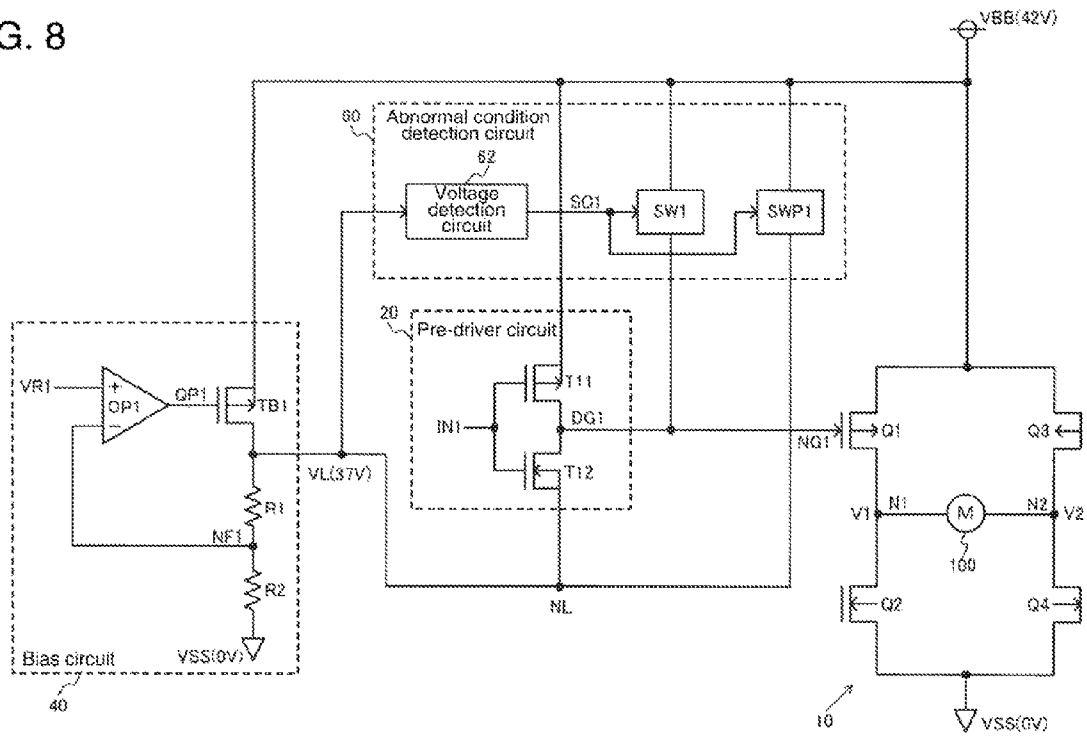 G. 8
VBB(42V)
60
Abnormal condition
detection circuit
62
Voltage
detection
circuit
SC1
SW1
SWP1
20
Pre-driver circuit
VR1
+
OP1
−
QP1
TB1
IN1
T11
DG1
T12
NG1
Q1
Q3
VL(37V)
R1
NF1
R2
VSS(0V)
Bias circuit
40
NL
V1
N1
M
N2
V2
100
Q2
Q4
10
VSS(0V)